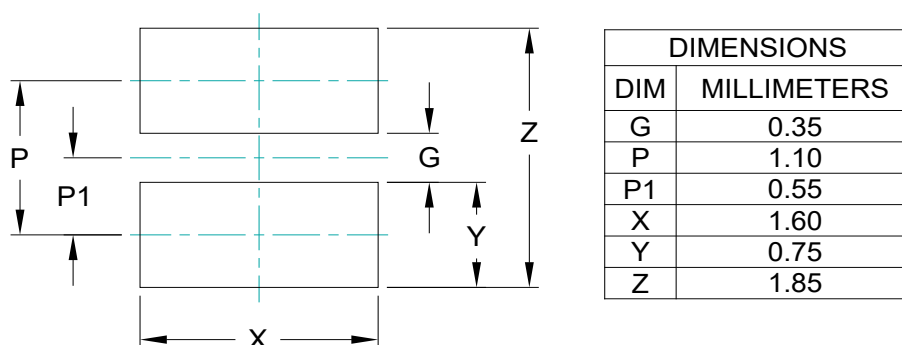 P
P1
G
Z
Y
X
DIMENSIONS
DIM MILLIMETERS
G 0.35
P 1.10
P1 0.55
X 1.60
Y 0.75
Z 1.85